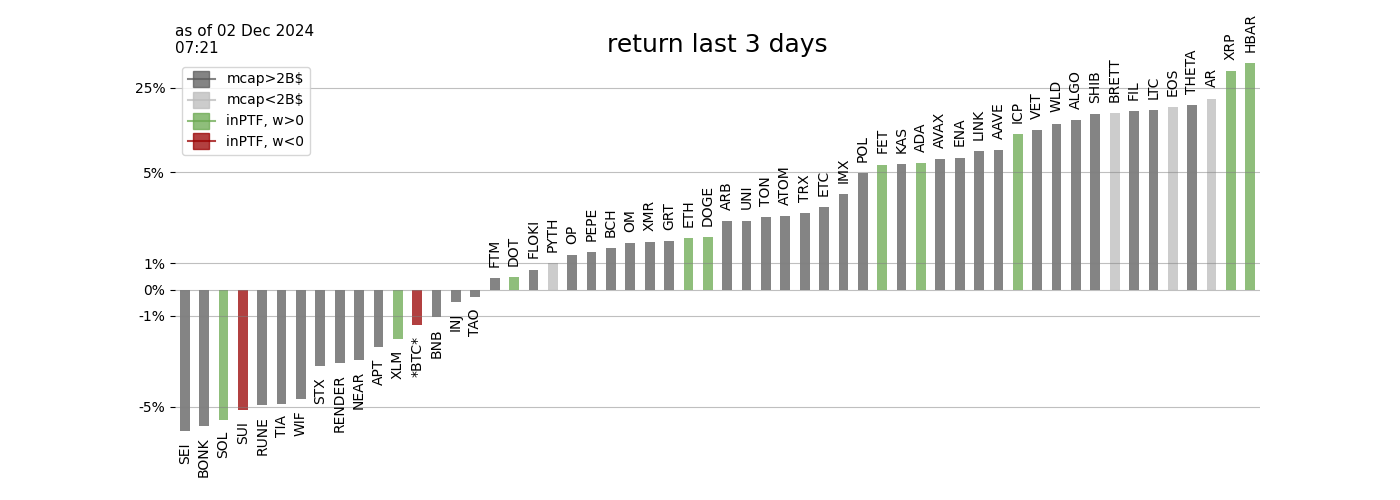 as of 02 Dec 2024
07:21
return last 3 days
mcap>2B$
mcap<2B$
inPTF, w>0
inPTF, w<0
25%
5%
1%
0%
-1%
-5%
SEI
BONK
SOL
SUI
RUNE
TIA
WIF
STX
RENDER
NEAR
APT
XLM
*BTC*
BNB
INJ
TAO
FTM
DOT
FLOKI
PYTH
OP
PEPE
BCH
OM
XMR
GRT
ETH
DOGE
ARB
UNI
TON
ATOM
TRX
ETC
IMX
POL
FET
KAS
ADA
AVAX
ENA
LINK
AAVE
ICP
VET
WLD
ALGO
SHIB
BRETT
FIL
LTC
EOS
THETA
AR
XRP
HBAR